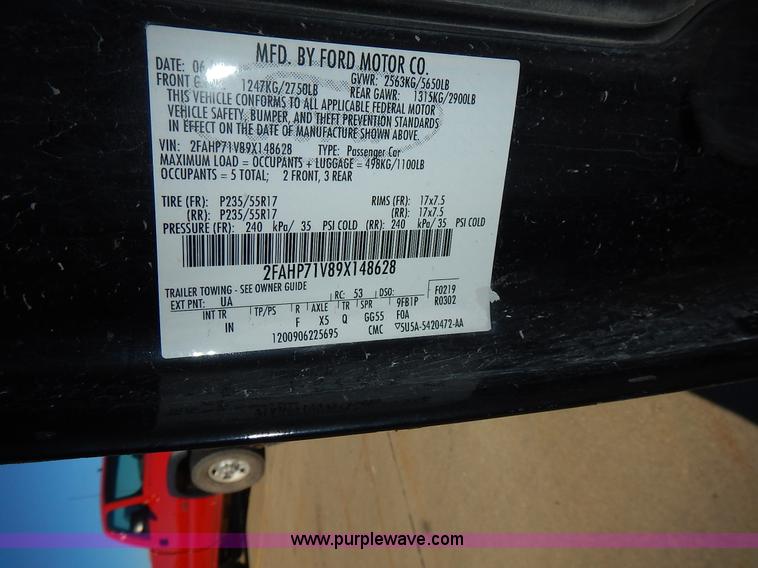 MFD. BY FORD MOTOR CO.
DATE: 06 GVWR: 2563KG/5650LB
FRONT 1247KG/2750LB REAR GAWR: 1315KG/2900LB
THIS VEHICLE CONFORMS TO ALL APPLICABLE FEDERAL MOTOR
VEHICLE SAFETY, BUMPER, AND THEFT PREVENTION STANDARDS
IN EFFECT ON THE DATE OF MANUFACTURE SHOWN ABOVE.
VIN: 2FAHP71V89X148628 TYPE: Passenger Car
MAXIMUM LOAD = OCCUPANTS + LUGGAGE = 498KG/1100LB
OCCUPANTS = 5 TOTAL; 2 FRONT, 3 REAR
TIRE (FR): P235/55R17 RIMS (FR): 17x7.5
(RR): P235/55R17 (RR): 17x7.5
PRESSURE (FR): 240 kPa/ 35 PSI COLD (RR): 240 kPa/ 35 PSI COLD
2FAHP71V89X148628
TRAILER TOWING - SEE OWNER GUIDE
EXT PNT: UA RC: 53 DSO: F0219
INT TR TP/PS R AXLE TR SPR 9FB1P R0302
IN F X5 Q GG55 FOA
1200906225695 CMC ▽5U5A-5420472-AA
www.purplewave.com